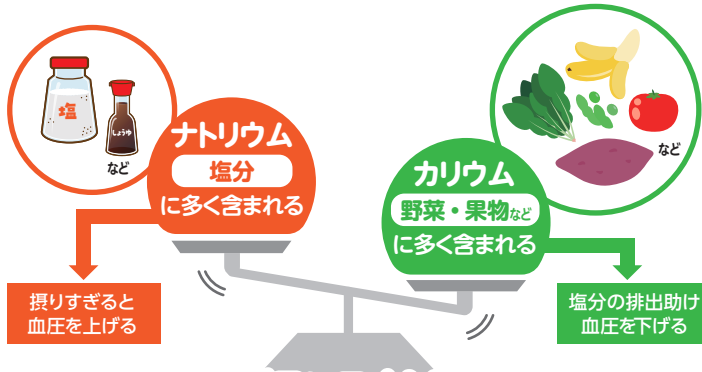 塩
しょうゆ
など
ナトリウム
塩分
に多く含まれる
摂りすぎると
血圧を上げる
など
カリウム
野菜・果物など
に多く含まれる
塩分の排出助け
血圧を下げる